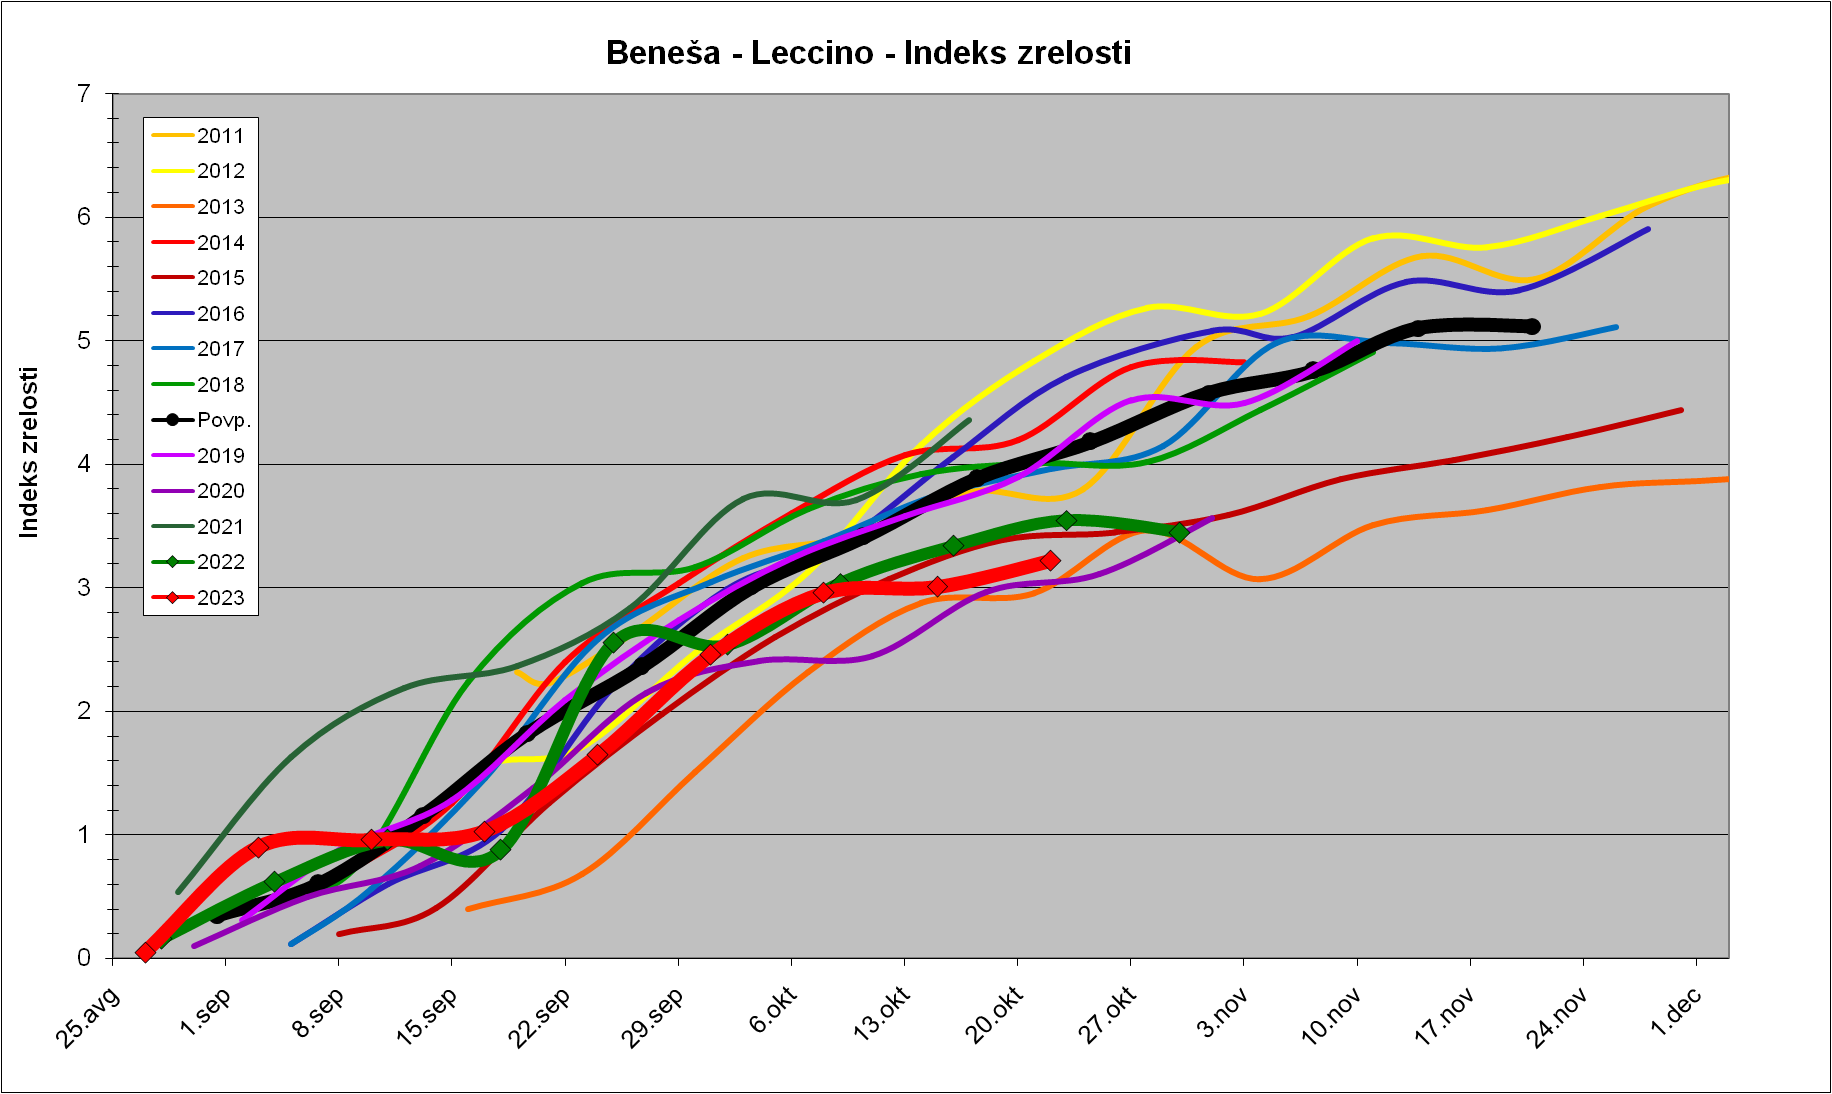 Beneša - Leccino - Indeks zrelosti
Indeks zrelosti
7
6
5
4
3
2
1
0
2011
2012
2013
2014
2015
2016
2017
2018
Povp.
2019
2020
2021
2022
2023
25.avg
1.sep
8.sep
15.sep
22.sep
29.sep
6.okt
13.okt
20.okt
27.okt
3.nov
10.nov
17.nov
24.nov
1.dec